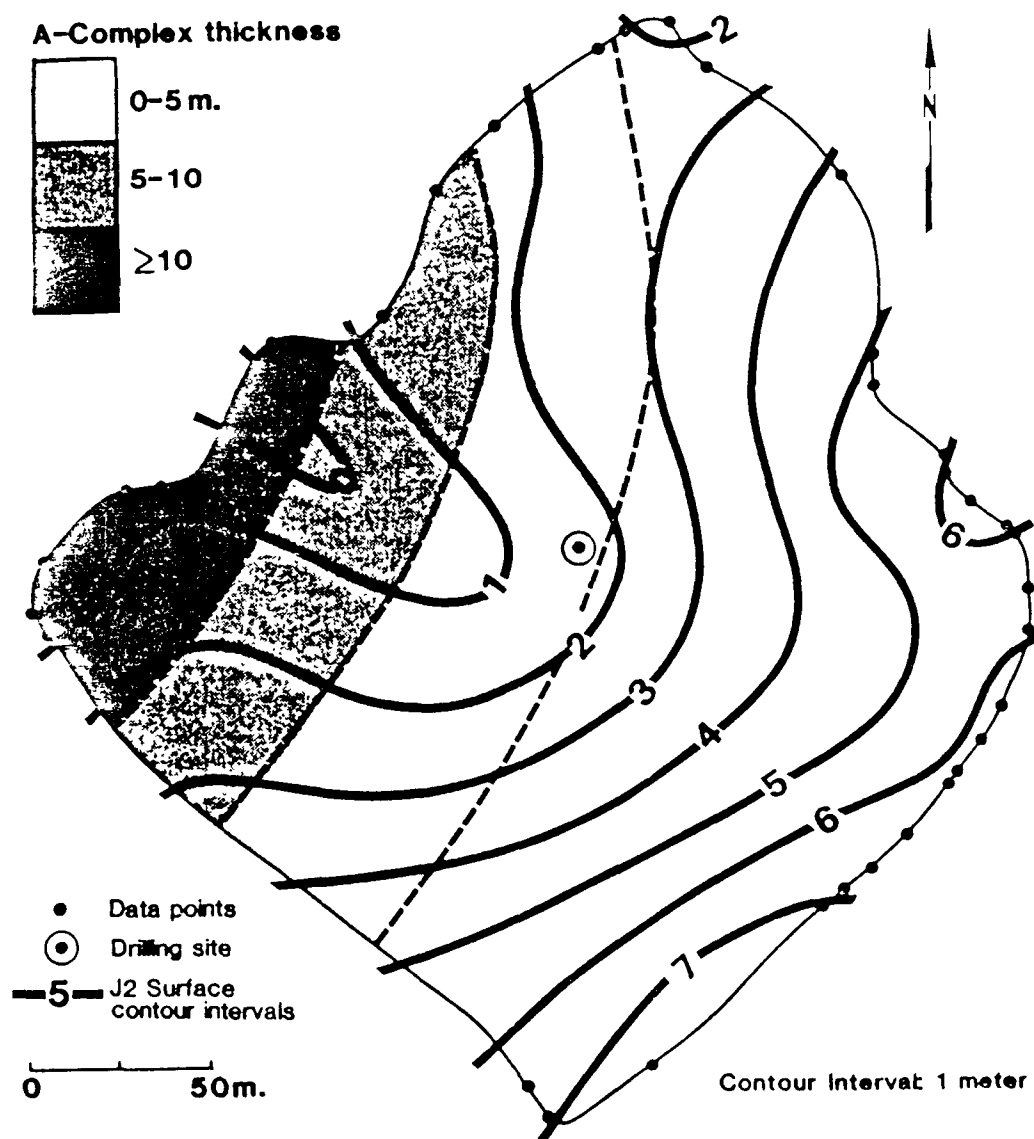 A-Complex thickness
0-5 m.
5-10
≥10
N
2
0
1
2
3
4
5
6
7
6
Data points
Drilling site
5 J2 Surface
contour intervals
0 50m.
Contour Interval: 1 meter